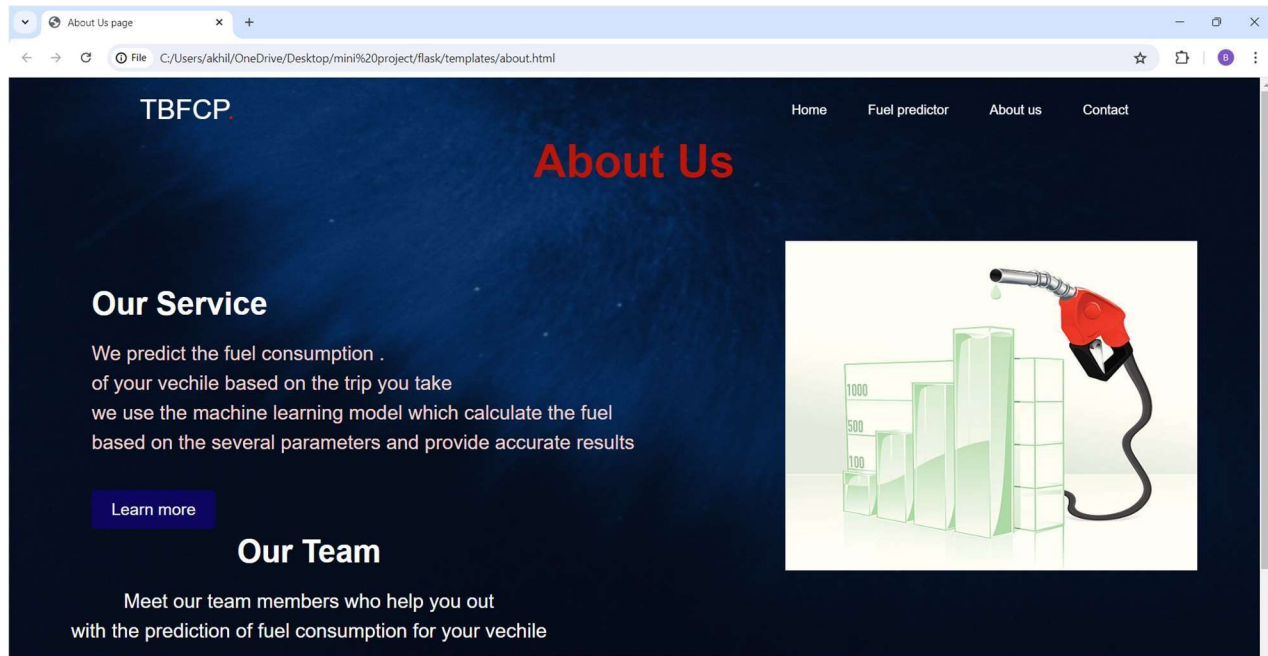 About Us page
File C:/Users/akhil/OneDrive/Desktop/mini%20project/flask/templates/about.html
B
TBFCP.
Home Fuel predictor About us Contact
About Us
Our Service
We predict the fuel consumption .
of your vechile based on the trip you take
we use the machine learning model which calculate the fuel
based on the several parameters and provide accurate results
Learn more
1000
500
100
Our Team
Meet our team members who help you out
with the prediction of fuel consumption for your vechile